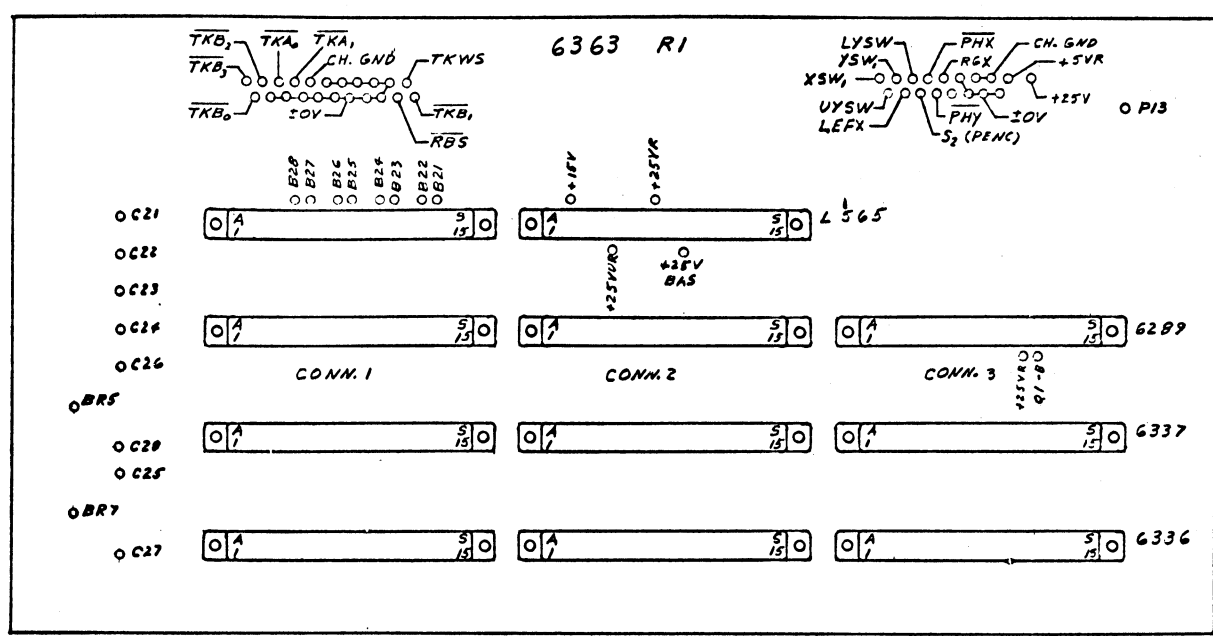 6363 R1
TKB₂ TKA₀ TKA₁
TKB₃ CH. GND TKWS
TKB₀ ±0V TKB₁
RBS
LYSW PHX CH. GND
YSW₁ RGX +5VR
XSW₁ +25V
UYSW PHY ±0V
LEFX S₂ (PENC)
P13
B28 B27 B26 B25 B24 B23 B22 B21
+15V +25VR
C21
A S
1 15
A S
1 15
L 565
C22
+25VUR
+25V
BAS
C23
C24
A S
1 15
A S
1 15
A S
1 15
6289
C26
CONN. 1 CONN. 2 CONN. 3
+25VR Q1-B
BR5
C20
A S
1 15
A S
1 15
A S
1 15
6337
C25
BR7
C27
A S
1 15
A S
1 15
A S
1 15
6336